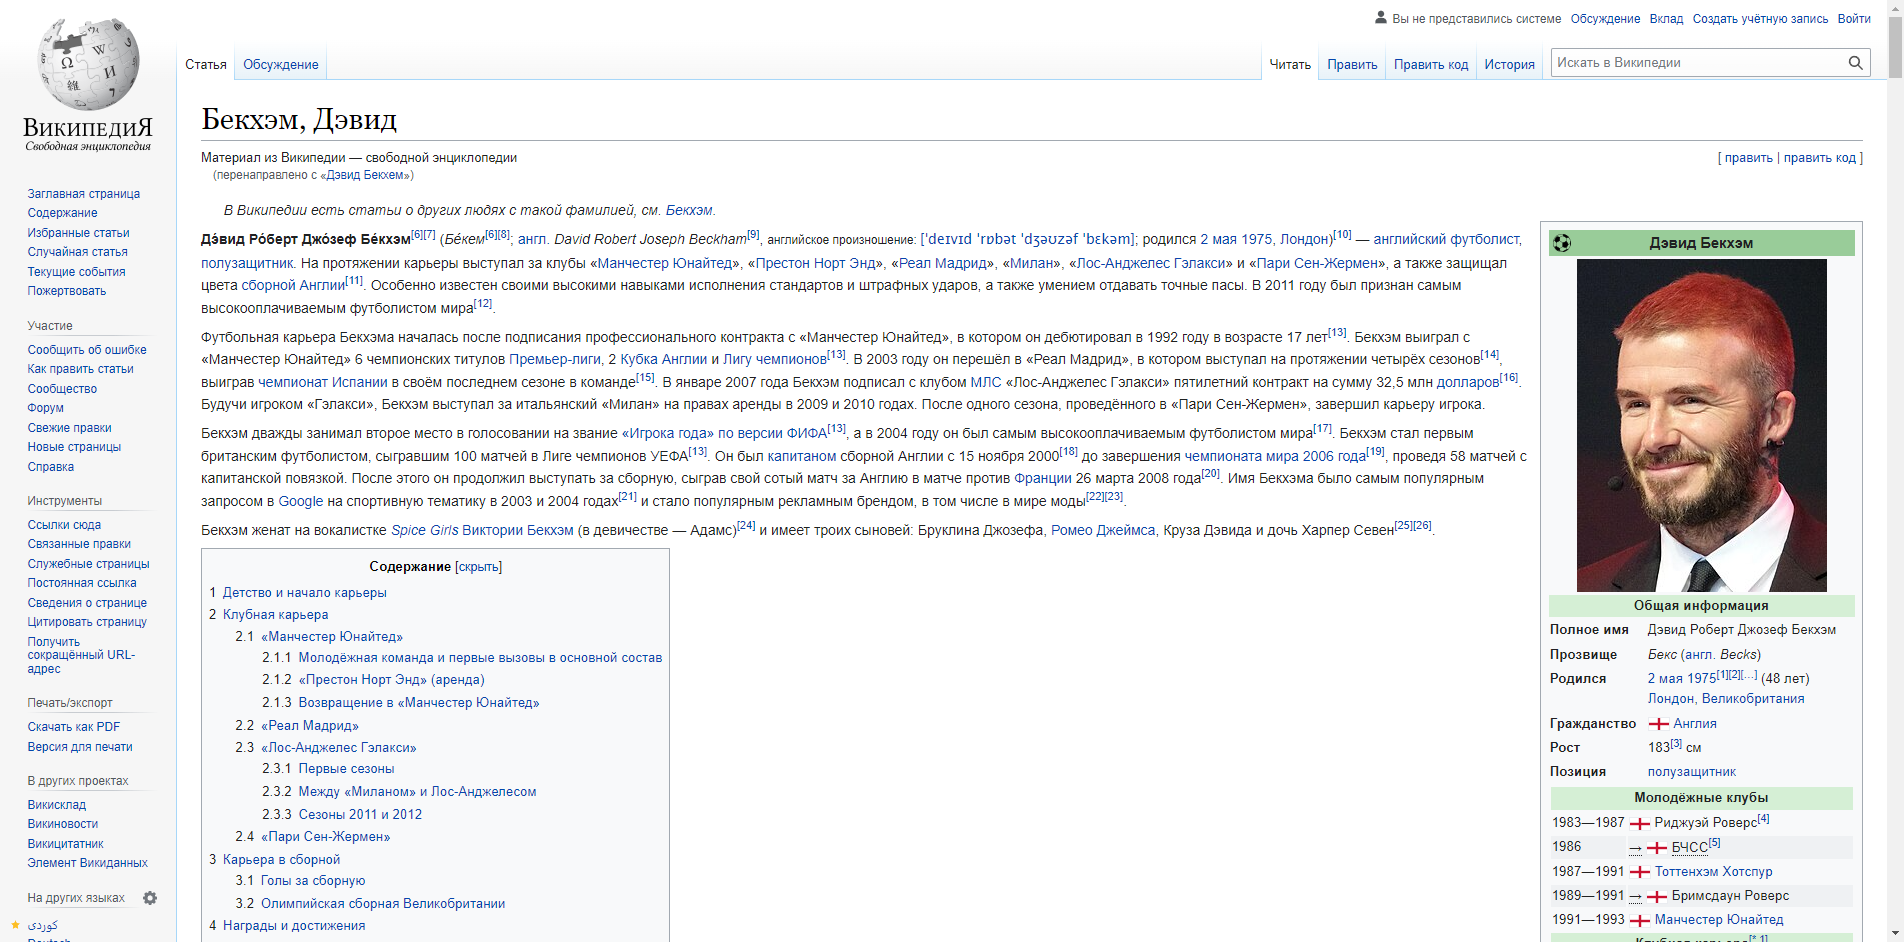 ВИКИПЕДИЯ
Свободная энциклопедия
Вы не представились системе Обсуждение Вклад Создать учётную запись Войти
Статья Обсуждение
Читать Править Править код История
Искать в Википедии
Заглавная страница
Содержание
Избранные статьи
Случайная статья
Текущие события
Пожертвовать
Участие
Сообщить об ошибке
Как править статьи
Сообщество
Форум
Свежие правки
Новые страницы
Справка
Инструменты
Ссылки сюда
Связанные правки
Служебные страницы
Постоянная ссылка
Сведения о странице
Цитировать страницу
Получить
сокращённый URL-
адрес
Печать/экспорт
Скачать как PDF
Версия для печати
В других проектах
Викисклад
Викиновости
Викицитатник
Элемент Викиданных
На других языках
کوردی
Бекхэм, Дэвид
Материал из Википедии — свободной энциклопедии
[ править | править код ]
(перенаправлено с «Дэвид Бекхем»)
В Википедии есть статьи о других людях с такой фамилией, см. Бекхэм.
Дэ́вид Ро́берт Джо́зеф Бе́кхэм[6][7] (Бе́кем[6][8]; англ. David Robert Joseph Beckham[9], английское произношение: [ˈdeɪvɪd ˈrɒbət ˈdʒəʊzəf ˈbɛkəm]; родился 2 мая 1975, Лондон)[10] — английский футболист,
полузащитник. На протяжении карьеры выступал за клубы «Манчестер Юнайтед», «Престон Норт Энд», «Реал Мадрид», «Милан», «Лос-Анджелес Гэлакси» и «Пари Сен-Жермен», а также защищал
цвета сборной Англии[11]. Особенно известен своими высокими навыками исполнения стандартов и штрафных ударов, а также умением отдавать точные пасы. В 2011 году был признан самым
высокооплачиваемым футболистом мира[12].
Футбольная карьера Бекхэма началась после подписания профессионального контракта с «Манчестер Юнайтед», в котором он дебютировал в 1992 году в возрасте 17 лет[13]. Бекхэм выиграл с
«Манчестер Юнайтед» 6 чемпионских титулов Премьер-лиги, 2 Кубка Англии и Лигу чемпионов[13]. В 2003 году он перешёл в «Реал Мадрид», в котором выступал на протяжении четырёх сезонов[14],
выиграв чемпионат Испании в своём последнем сезоне в команде[15]. В январе 2007 года Бекхэм подписал с клубом МЛС «Лос-Анджелес Гэлакси» пятилетний контракт на сумму 32,5 млн долларов[16].
Будучи игроком «Гэлакси», Бекхэм выступал за итальянский «Милан» на правах аренды в 2009 и 2010 годах. После одного сезона, проведённого в «Пари Сен-Жермен», завершил карьеру игрока.
Бекхэм дважды занимал второе место в голосовании на звание «Игрока года» по версии ФИФА[13], а в 2004 году он был самым высокооплачиваемым футболистом мира[17]. Бекхэм стал первым
британским футболистом, сыгравшим 100 матчей в Лиге чемпионов УЕФА[13]. Он был капитаном сборной Англии с 15 ноября 2000[18] до завершения чемпионата мира 2006 года[19], проведя 58 матчей с
капитанской повязкой. После этого он продолжил выступать за сборную, сыграв свой сотый матч за Англию в матче против Франции 26 марта 2008 года[20]. Имя Бекхэма было самым популярным
запросом в Google на спортивную тематику в 2003 и 2004 годах[21] и стало популярным рекламным брендом, в том числе в мире моды[22][23].
Бекхэм женат на вокалистке Spice Girls Виктории Бекхэм (в девичестве — Адамс)[24] и имеет троих сыновей: Бруклина Джозефа, Ромео Джеймса, Круза Дэвида и дочь Харпер Севен[25][26].
Содержание [скрыть]
1 Детство и начало карьеры
2 Клубная карьера
2.1 «Манчестер Юнайтед»
2.1.1 Молодёжная команда и первые вызовы в основной состав
2.1.2 «Престон Норт Энд» (аренда)
2.1.3 Возвращение в «Манчестер Юнайтед»
2.2 «Реал Мадрид»
2.3 «Лос-Анджелес Гэлакси»
2.3.1 Первые сезоны
2.3.2 Между «Миланом» и Лос-Анджелесом
2.3.3 Сезоны 2011 и 2012
2.4 «Пари Сен-Жермен»
3 Карьера в сборной
3.1 Голы за сборную
3.2 Олимпийская сборная Великобритании
4 Награды и достижения
Дэвид Бекхэм
Общая информация
Полное имя Дэвид Роберт Джозеф Бекхэм
Прозвище Бекс (англ. Becks)
Родился 2 мая 1975[1][2][…] (48 лет)
Лондон, Великобритания
Гражданство Англия
Рост 183[3] см
Позиция полузащитник
Молодёжные клубы
1983—1987 Риджуэй Роверс[4]
1986 → БЧСС[5]
1987—1991 Тоттенхэм Хотспур
1989—1991 → Бримсдаун Роверс
1991—1993 Манчестер Юнайтед